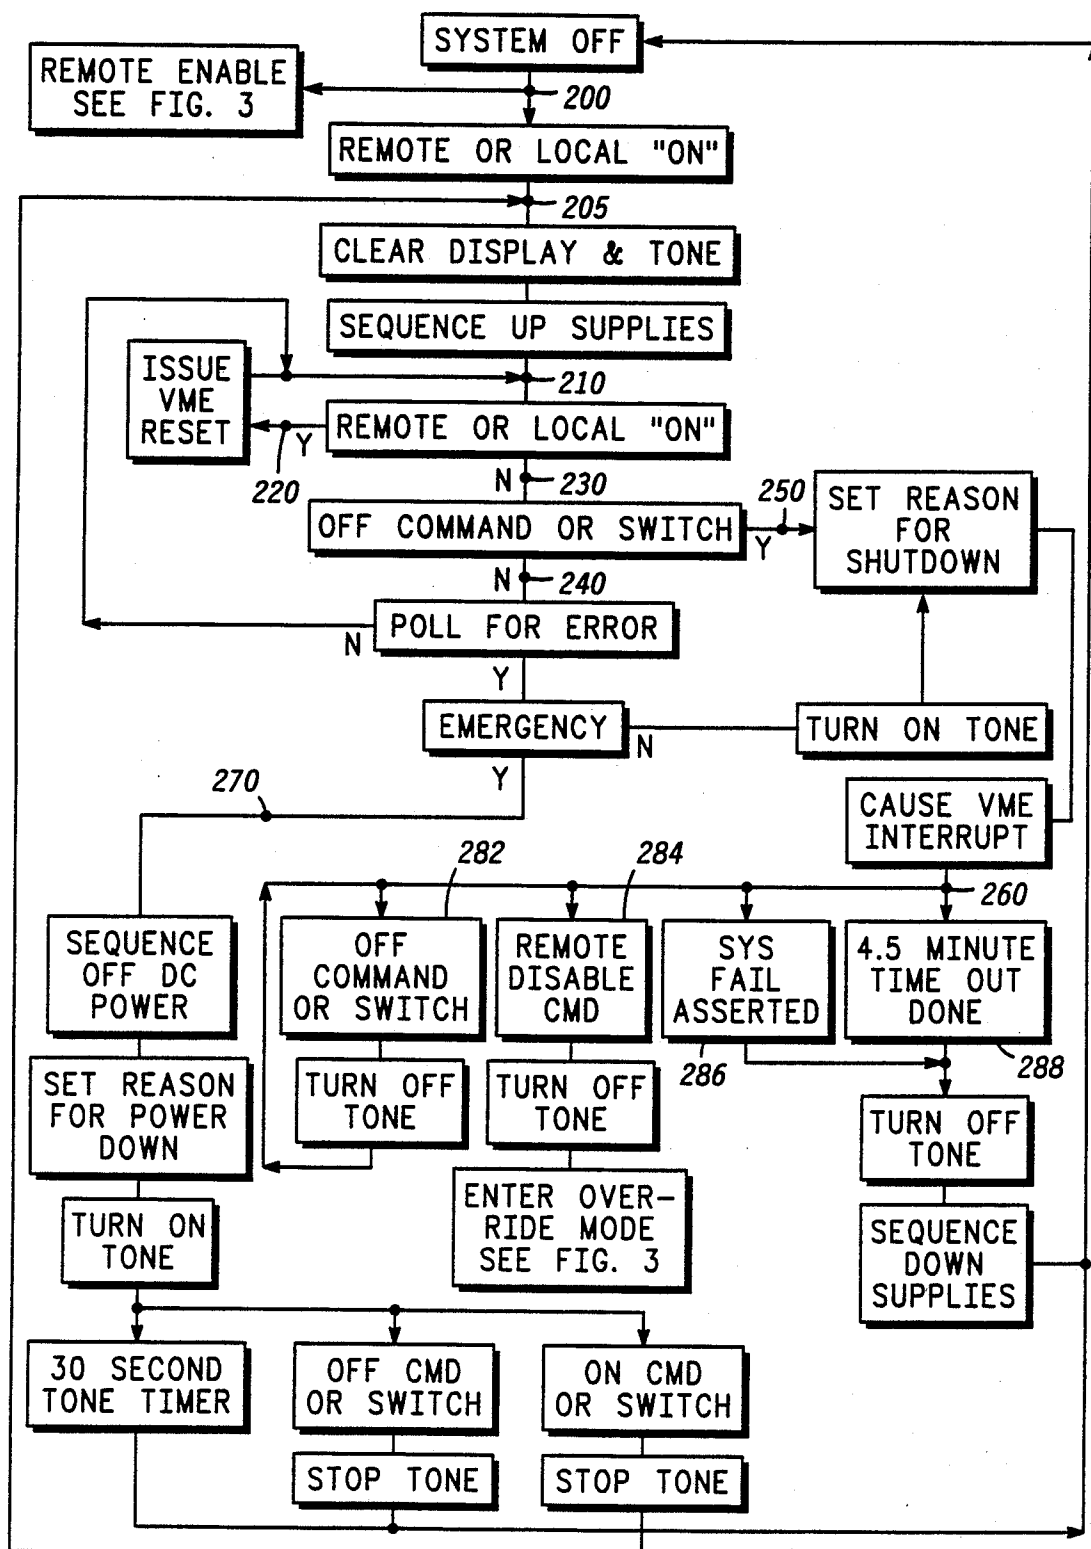 SYSTEM OFF
REMOTE ENABLE
SEE FIG. 3
200
REMOTE OR LOCAL "ON"
205
CLEAR DISPLAY & TONE
SEQUENCE UP SUPPLIES
ISSUE
VME
RESET
210
REMOTE OR LOCAL "ON"
Y
220
N
230
250
OFF COMMAND OR SWITCH
Y
SET REASON
FOR
SHUTDOWN
N
240
POLL FOR ERROR
N
Y
EMERGENCY
N
TURN ON TONE
Y
270
CAUSE VME
INTERRUPT
282
284
260
SEQUENCE
OFF DC
POWER
OFF
COMMAND
OR SWITCH
REMOTE
DISABLE
CMD
SYS
FAIL
ASSERTED
4.5 MINUTE
TIME OUT
DONE
286
288
SET REASON
FOR POWER
DOWN
TURN OFF
TONE
TURN OFF
TONE
TURN OFF
TONE
TURN ON
TONE
ENTER OVER-
RIDE MODE
SEE FIG. 3
SEQUENCE
DOWN
SUPPLIES
30 SECOND
TONE TIMER
OFF CMD
OR SWITCH
ON CMD
OR SWITCH
STOP TONE
STOP TONE